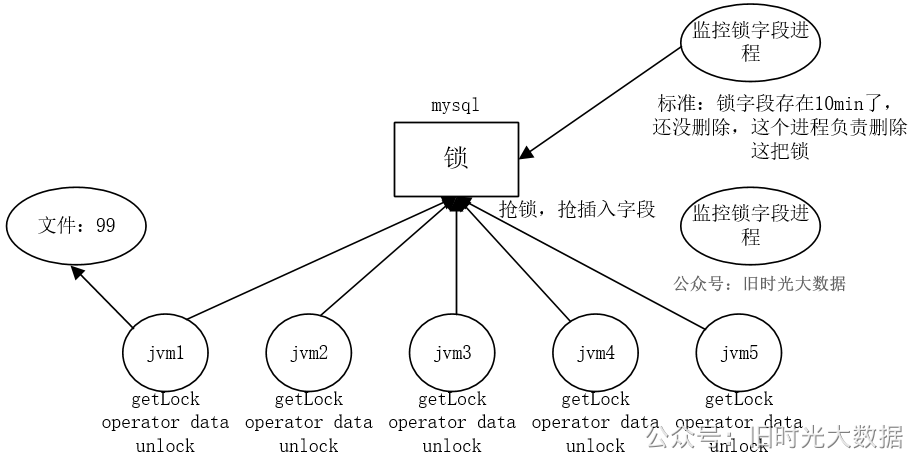 监控锁字段进
程
mysql
标准：锁字段存在10min了，
还没删除，这个进程负责删除
这把锁
锁
抢锁，抢插入字段
文件：99
监控锁字段进
程
公众号：旧时光大数据
jvm1
jvm2
jvm3
jvm4
jvm5
getLock
operator data
unlock
getLock
operator data
unlock
getLock
operator data
unlock
getLock
operator data
unlock
getLock
operator data
unlock
公众号：旧时光大数据